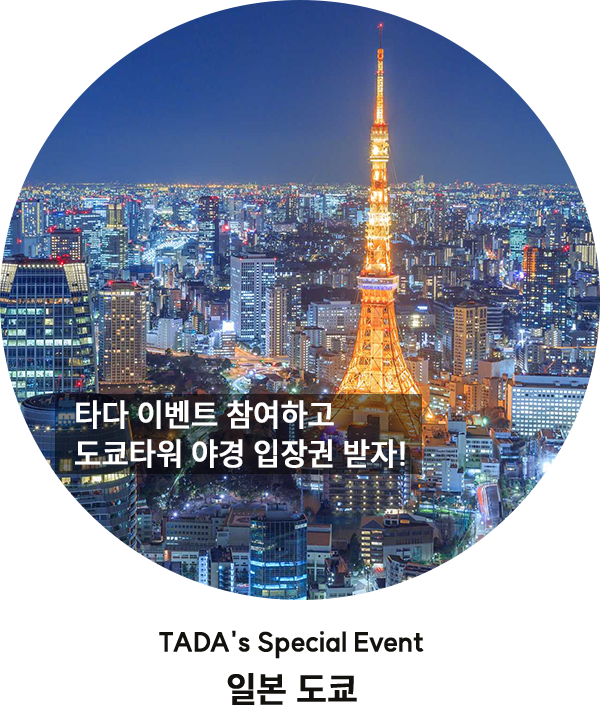 타다 이벤트 참여하고
도쿄타워 야경 입장권 받자!
TADA's Special Event
일본 도쿄